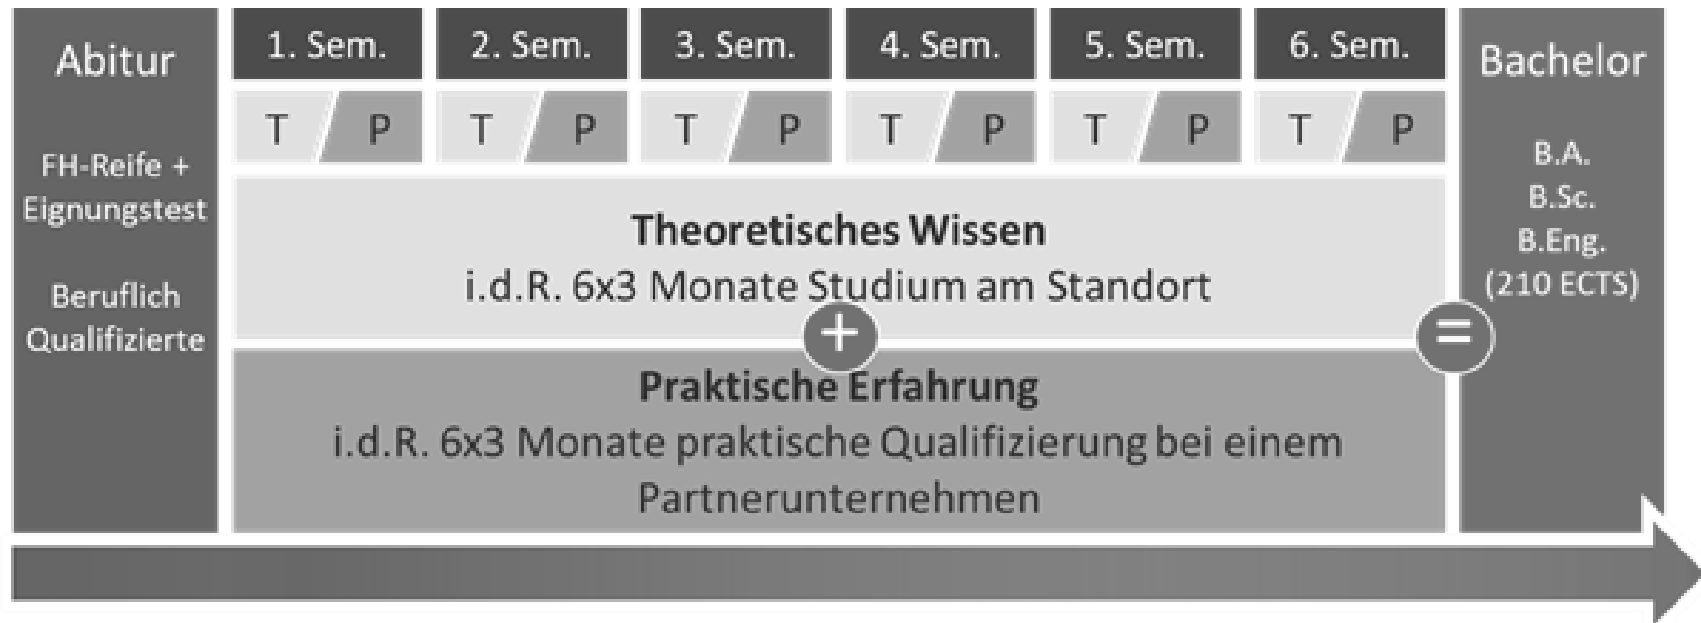 Abitur
FH-Reife +
Eignungstest
Beruflich
Qualifizierte
1. Sem. 2. Sem. 3. Sem. 4. Sem. 5. Sem. 6. Sem.
T P T P T P T P T P T P
Theoretisches Wissen
i.d.R. 6x3 Monate Studium am Standort
+
Praktische Erfahrung
i.d.R. 6x3 Monate praktische Qualifizierung bei einem
Partnerunternehmen
=
Bachelor
B.A.
B.Sc.
B.Eng.
(210 ECTS)